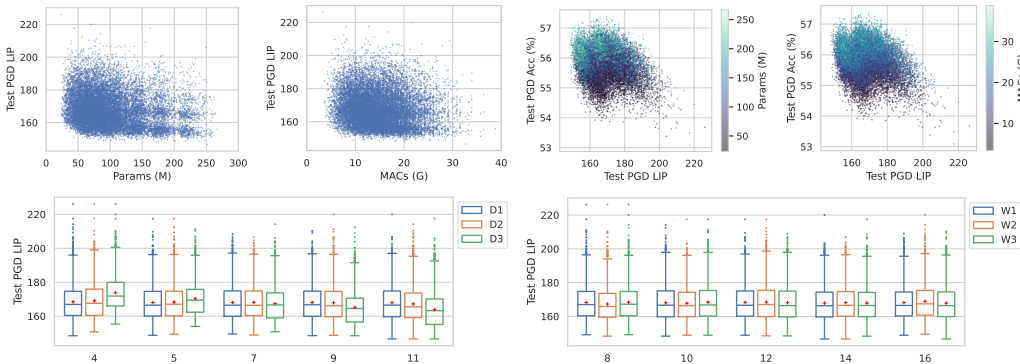 220
200
180
160
Test PGD LIP
0 50 100 150 200 250 300
Params (M)
220
200
180
160
Test PGD LIP
0 10 20 30 40
MACs (G)
57
56
55
54
53
Test PGD Acc (%)
160 180 200 220
Test PGD LIP
250
200
150
100
50
Params (M)
57
56
55
54
53
Test PGD Acc (%)
160 180 200 220
Test PGD LIP
30
20
10
220
200
180
160
Test PGD LIP
4 5 7 9 11
D1
D2
D3
220
200
180
160
Test PGD LIP
8 10 12 14 16
W1
W2
W3